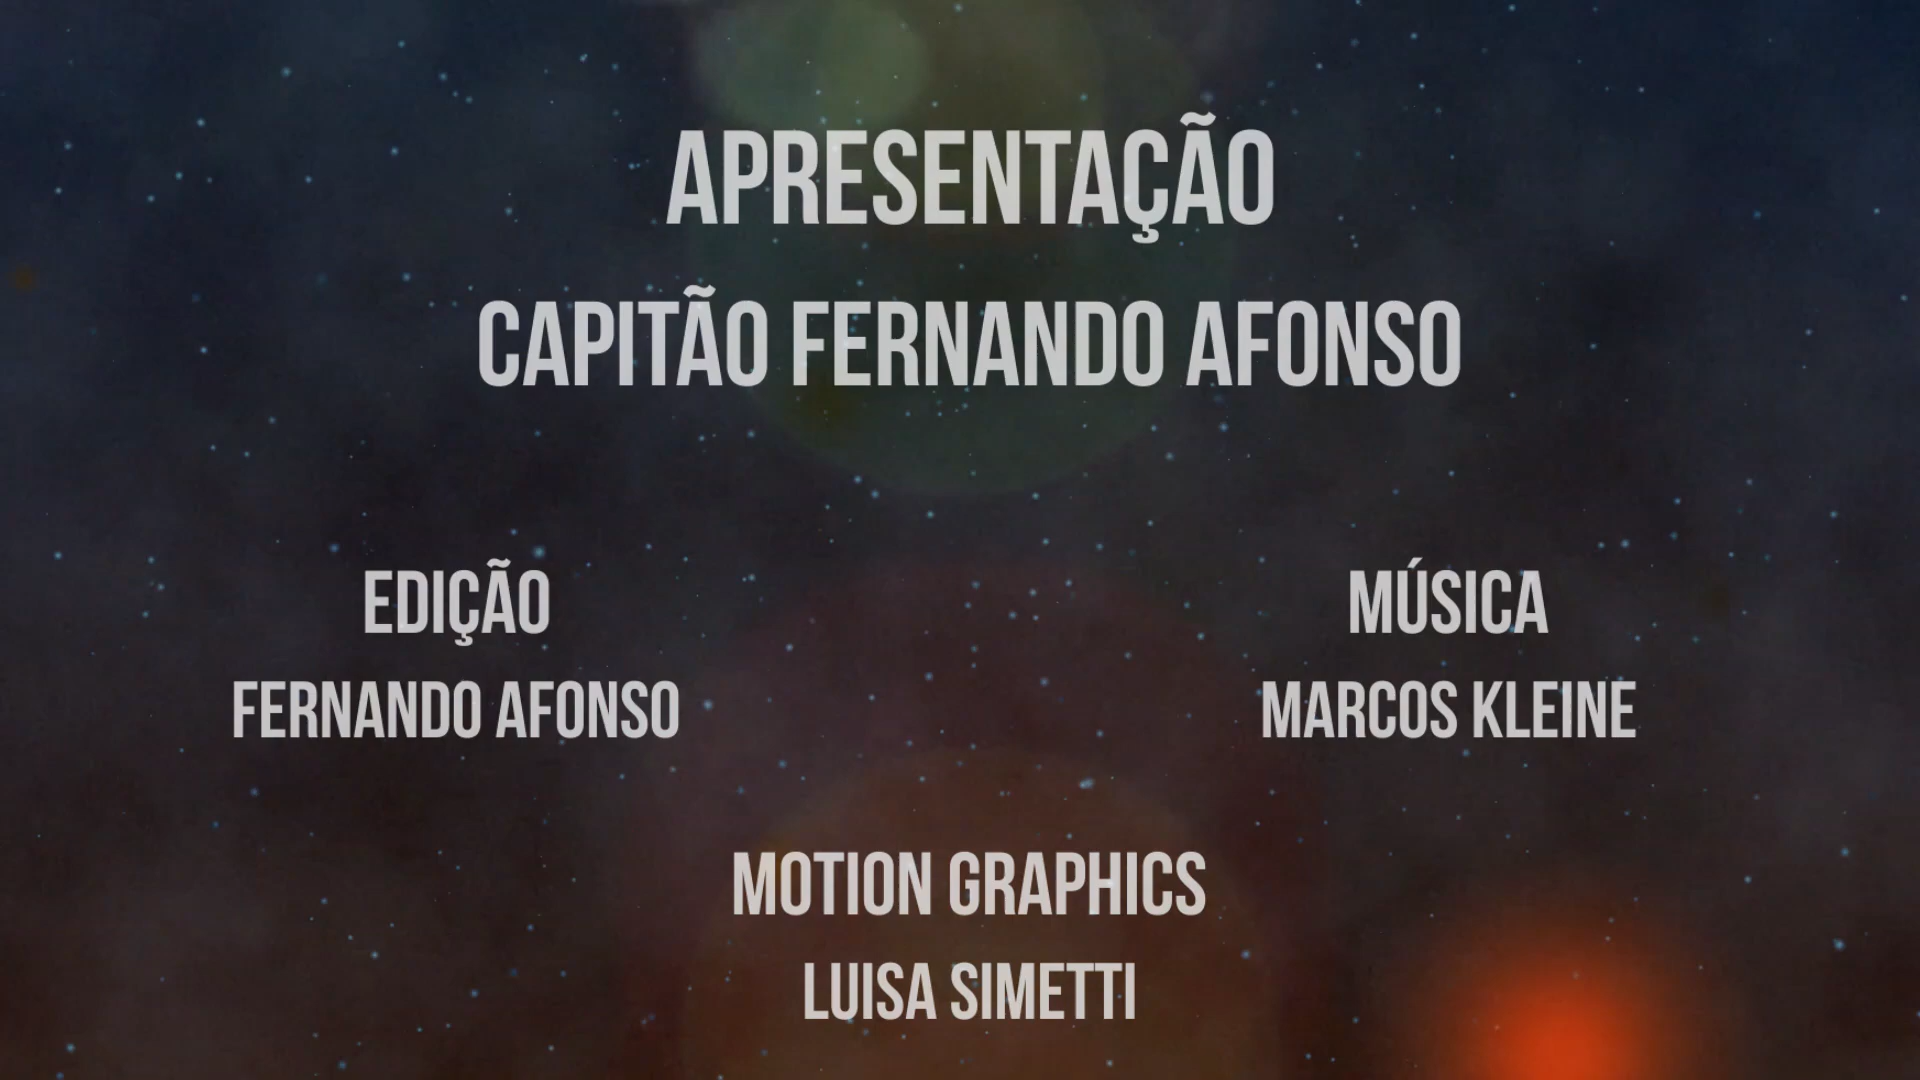 APRESENTAÇÃO
CAPITÃO FERNANDO AFONSO
EDIÇÃO
FERNANDO AFONSO
MÚSICA
MARCOS KLEINE
MOTION GRAPHICS
LUISA SIMETTI